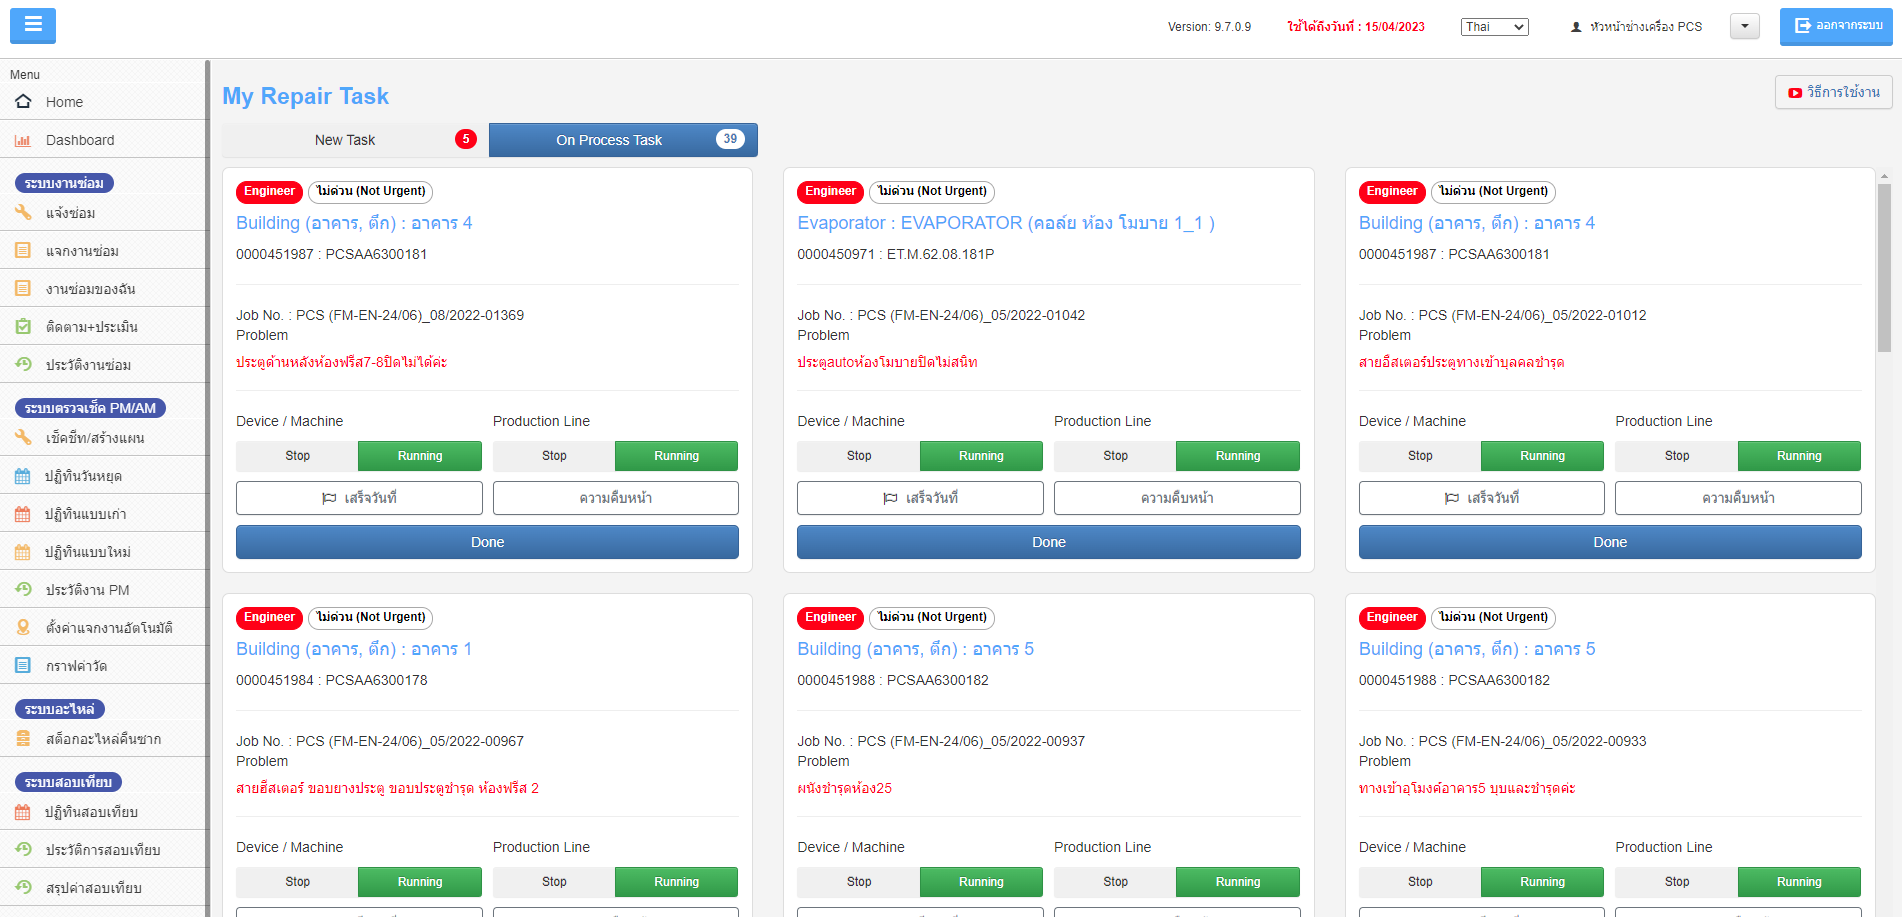 Version: 9.7.0.9
ใช้ได้ถึงวันที่ : 15/04/2023
Thai
หัวหน้าช่างเครื่อง PCS
ออกจากระบบ
Menu
Home
Dashboard
ระบบงานซ่อม
แจ้งซ่อม
แจกงานซ่อม
งานซ่อมของฉัน
ติดตาม+ประเมิน
ประวัติงานซ่อม
ระบบตรวจเช็ค PM/AM
เช็คชีท/สร้างแผน
ปฏิทินวันหยุด
ปฏิทินแบบเก่า
ปฏิทินแบบใหม่
ประวัติงาน PM
ตั้งค่าแจกงานอัตโนมัติ
กราฟค่าวัด
ระบบอะไหล่
สต็อกอะไหล่คืนซาก
ระบบสอบเทียบ
ปฏิทินสอบเทียบ
ประวัติการสอบเทียบ
สรุปค่าสอบเทียบ
My Repair Task
วิธีการใช้งาน
New Task 5
On Process Task 39
Engineer ไม่ด่วน (Not Urgent)
Building (อาคาร, ตึก) : อาคาร 4
0000451987 : PCSAA6300181
Job No. : PCS (FM-EN-24/06)_08/2022-01369
Problem
ประตูด้านหลังห้องฟรีส7-8ปิดไม่ได้ค่ะ
Device / Machine
Production Line
Stop Running
Stop Running
เสร็จวันที่
ความคืบหน้า
Done
Engineer ไม่ด่วน (Not Urgent)
Evaporator : EVAPORATOR (คอล์ย ห้อง โมบาย 1_1 )
0000450971 : ET.M.62.08.181P
Job No. : PCS (FM-EN-24/06)_05/2022-01042
Problem
ประตูautoห้องโมบายปิดไม่สนิท
Device / Machine
Production Line
Stop Running
Stop Running
เสร็จวันที่
ความคืบหน้า
Done
Engineer ไม่ด่วน (Not Urgent)
Building (อาคาร, ตึก) : อาคาร 4
0000451987 : PCSAA6300181
Job No. : PCS (FM-EN-24/06)_05/2022-01012
Problem
สายฮีสเตอร์ประตูทางเข้าบุลคลชำรุด
Device / Machine
Production Line
Stop Running
Stop Running
เสร็จวันที่
ความคืบหน้า
Done
Engineer ไม่ด่วน (Not Urgent)
Building (อาคาร, ตึก) : อาคาร 1
0000451984 : PCSAA6300178
Job No. : PCS (FM-EN-24/06)_05/2022-00967
Problem
สายฮีัสเตอร์ ขอบยางประตู ขอบประตูชำรุด ห้องฟรีส 2
Device / Machine
Production Line
Stop Running
Stop Running
Engineer ไม่ด่วน (Not Urgent)
Building (อาคาร, ตึก) : อาคาร 5
0000451988 : PCSAA6300182
Job No. : PCS (FM-EN-24/06)_05/2022-00937
Problem
ผนังชำรุดห้อง25
Device / Machine
Production Line
Stop Running
Stop Running
Engineer ไม่ด่วน (Not Urgent)
Building (อาคาร, ตึก) : อาคาร 5
0000451988 : PCSAA6300182
Job No. : PCS (FM-EN-24/06)_05/2022-00933
Problem
ทางเข้าอุโมงค์อาคาร5 บุบและชำรุดค่ะ
Device / Machine
Production Line
Stop Running
Stop Running